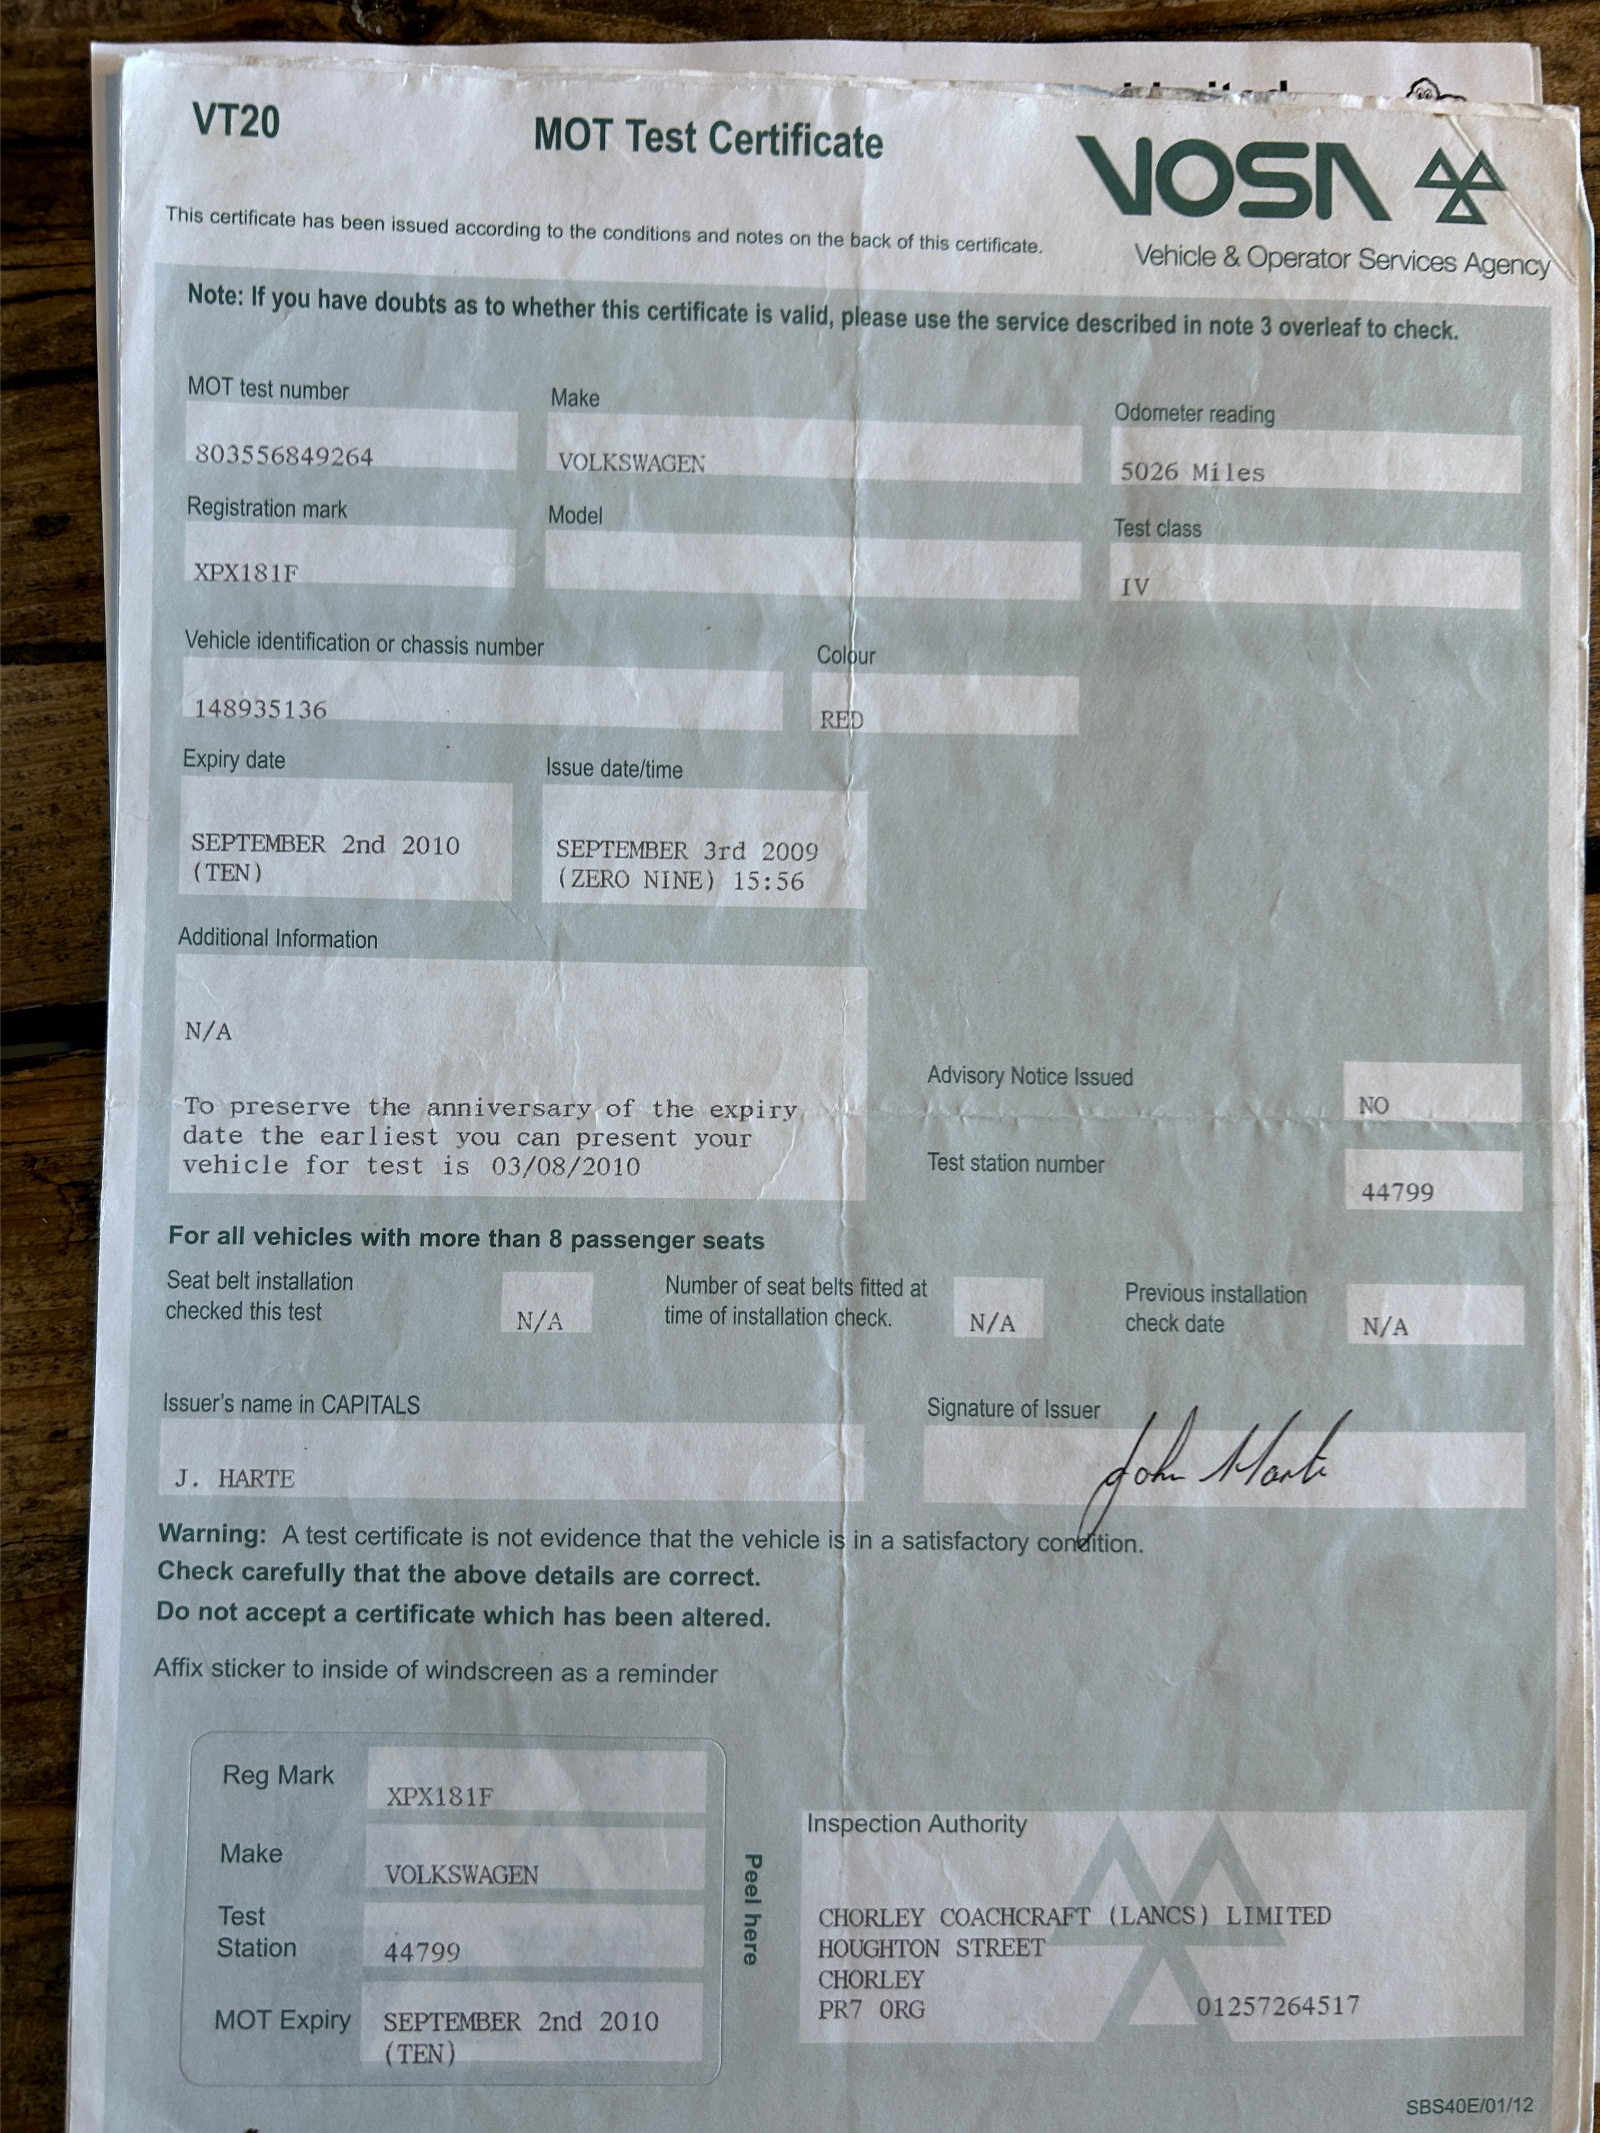 VT20
MOT Test Certificate
VOSA
Vehicle & Operator Services Agency
This certificate has been issued according to the conditions and notes on the back of this certificate.
Note: If you have doubts as to whether this certificate is valid, please use the service described in note 3 overleaf to check.
MOT test number
803556849264
Make
VOLKSWAGEN
Odometer reading
5026 Miles
Registration mark
XPX181F
Model
Test class
IV
Vehicle identification or chassis number
148935136
Colour
RED
Expiry date
SEPTEMBER 2nd 2010
(TEN)
Issue date/time
SEPTEMBER 3rd 2009
(ZERO NINE) 15:56
Additional Information
N/A
To preserve the anniversary of the expiry
date the earliest you can present your
vehicle for test is 03/08/2010
Advisory Notice Issued
NO
Test station number
44799
For all vehicles with more than 8 passenger seats
Seat belt installation
checked this test
N/A
Number of seat belts fitted at
time of installation check.
N/A
Previous installation
check date
N/A
Issuer's name in CAPITALS
J. HARTE
Signature of Issuer
John Harte
Warning: A test certificate is not evidence that the vehicle is in a satisfactory condition.
Check carefully that the above details are correct.
Do not accept a certificate which has been altered.
Affix sticker to inside of windscreen as a reminder
Reg Mark
XPX181F
Make
VOLKSWAGEN
Test
Station
44799
MOT Expiry
SEPTEMBER 2nd 2010
(TEN)
Peel here
Inspection Authority
CHORLEY COACHCRAFT (LANCS) LIMITED
HOUGHTON STREET
CHORLEY
PR7 0RG
01257264517
SBS40E/01/12